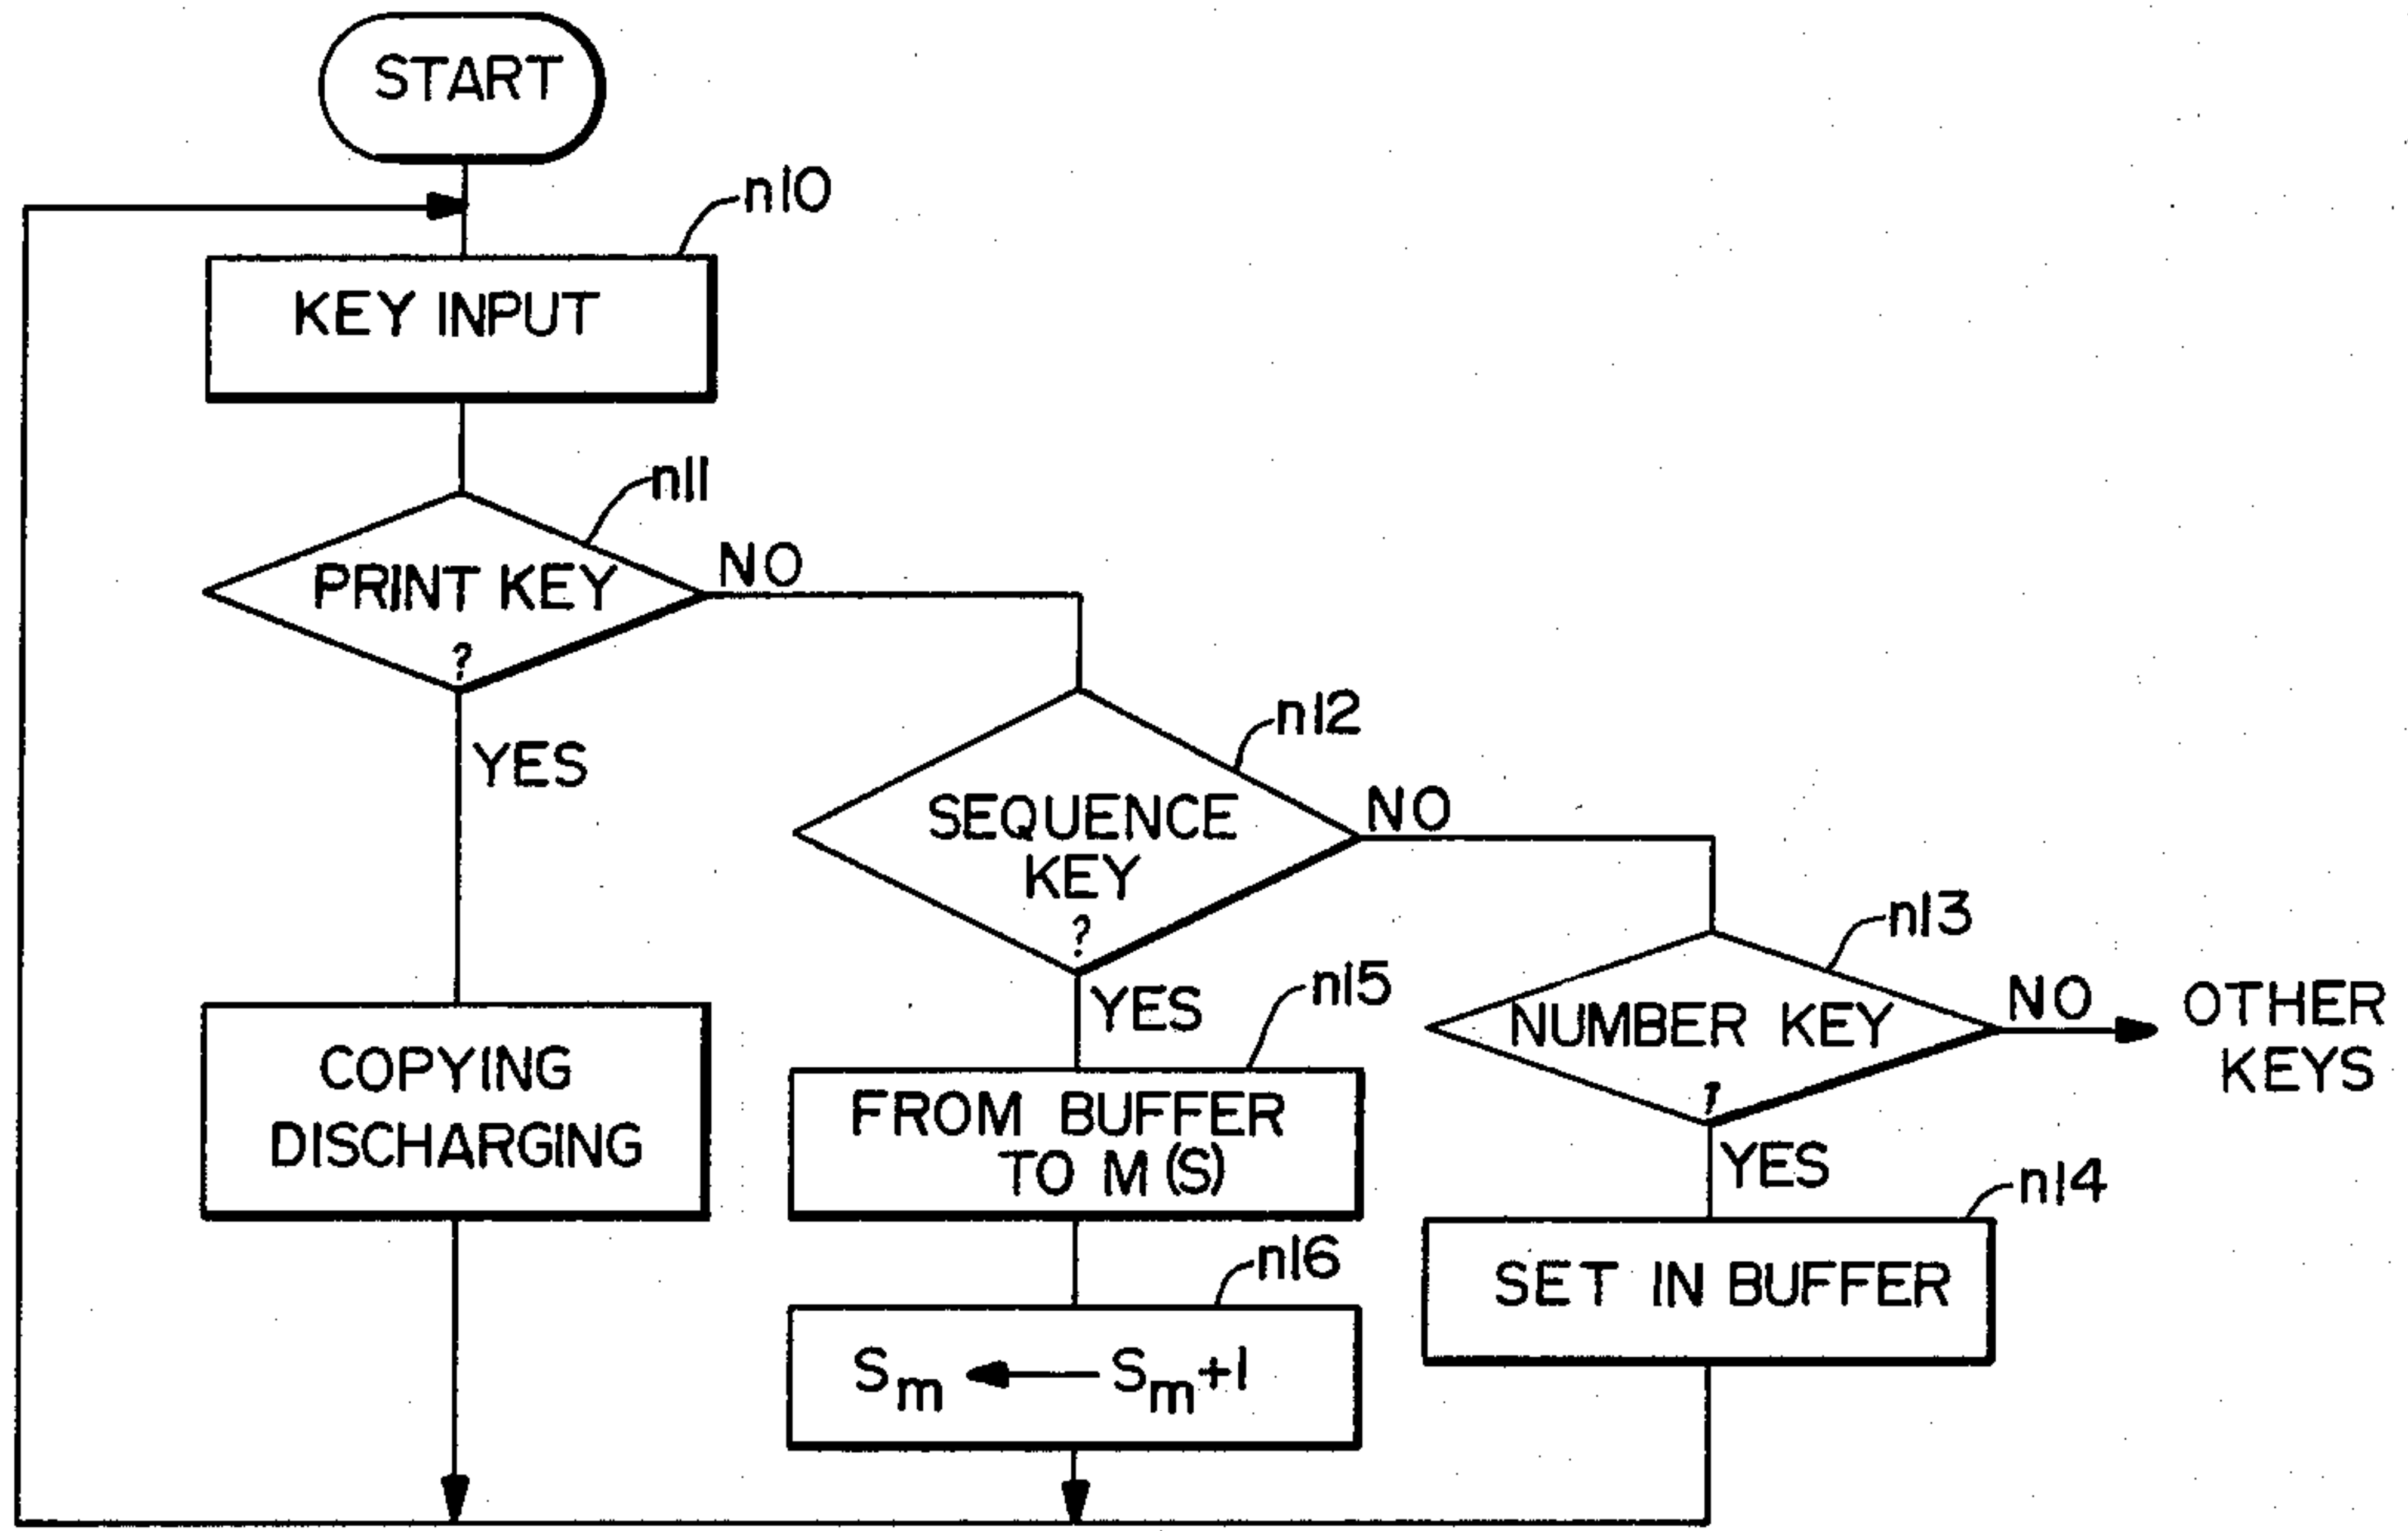 START
n10
KEY INPUT
n11
PRINT KEY
?
NO
YES
n12
SEQUENCE
KEY
?
NO
YES
n13
NUMBER KEY
?
NO
OTHER
KEYS
YES
COPYING
DISCHARGING
n15
FROM BUFFER
TO M(S)
n14
SET IN BUFFER
n16
Sm ← Sm+1